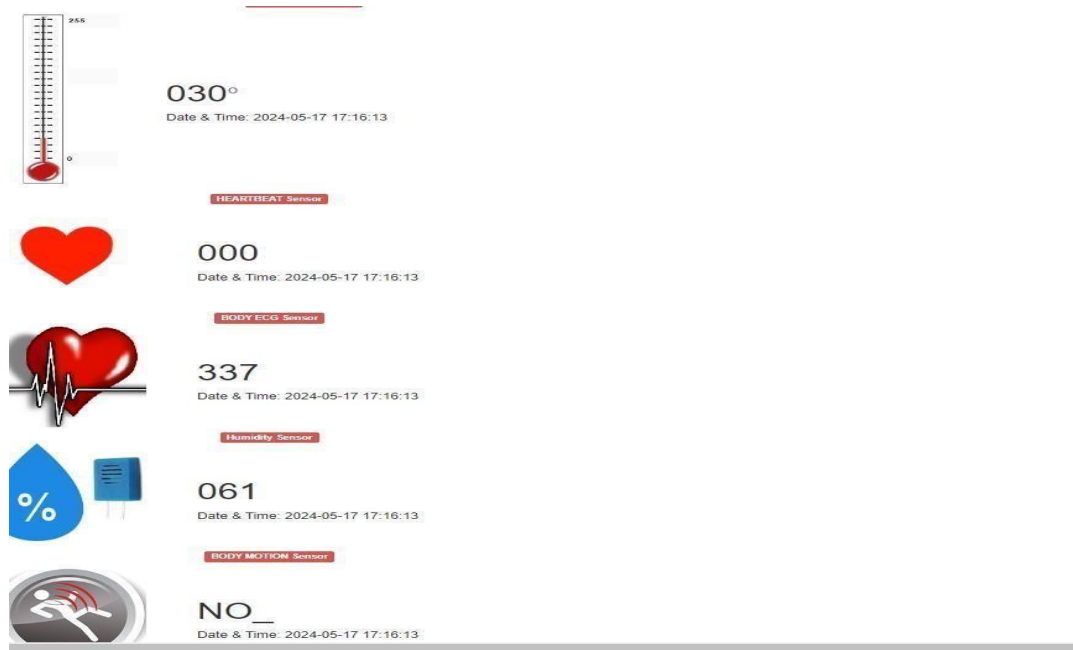 256
030°
Date & Time: 2024-05-17 17:16:13
0
HEARTBEAT Sensor
000
Date & Time: 2024-05-17 17:16:13
BODY ECG Sensor
337
Date & Time: 2024-05-17 17:16:13
Humidity Sensor
%
061
Date & Time: 2024-05-17 17:16:13
BODY MOTION Sensor
NO_
Date & Time: 2024-05-17 17:16:13